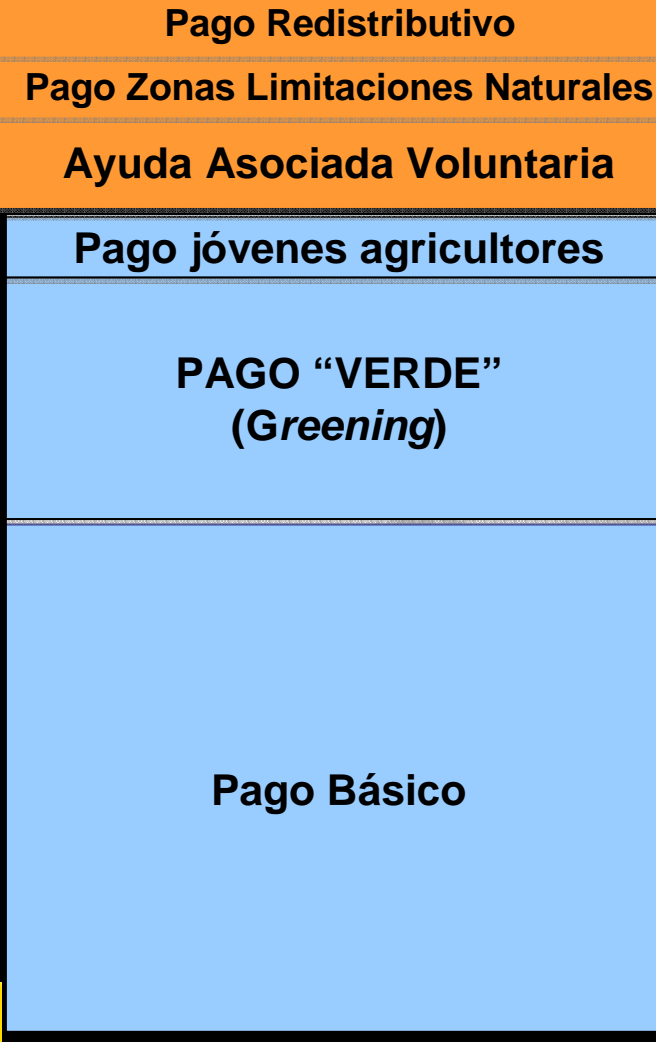 Pago Redistributivo
Pago Zonas Limitaciones Naturales
Ayuda Asociada Voluntaria
Pago jóvenes agricultores
PAGO “VERDE”
(Greening)
Pago Básico